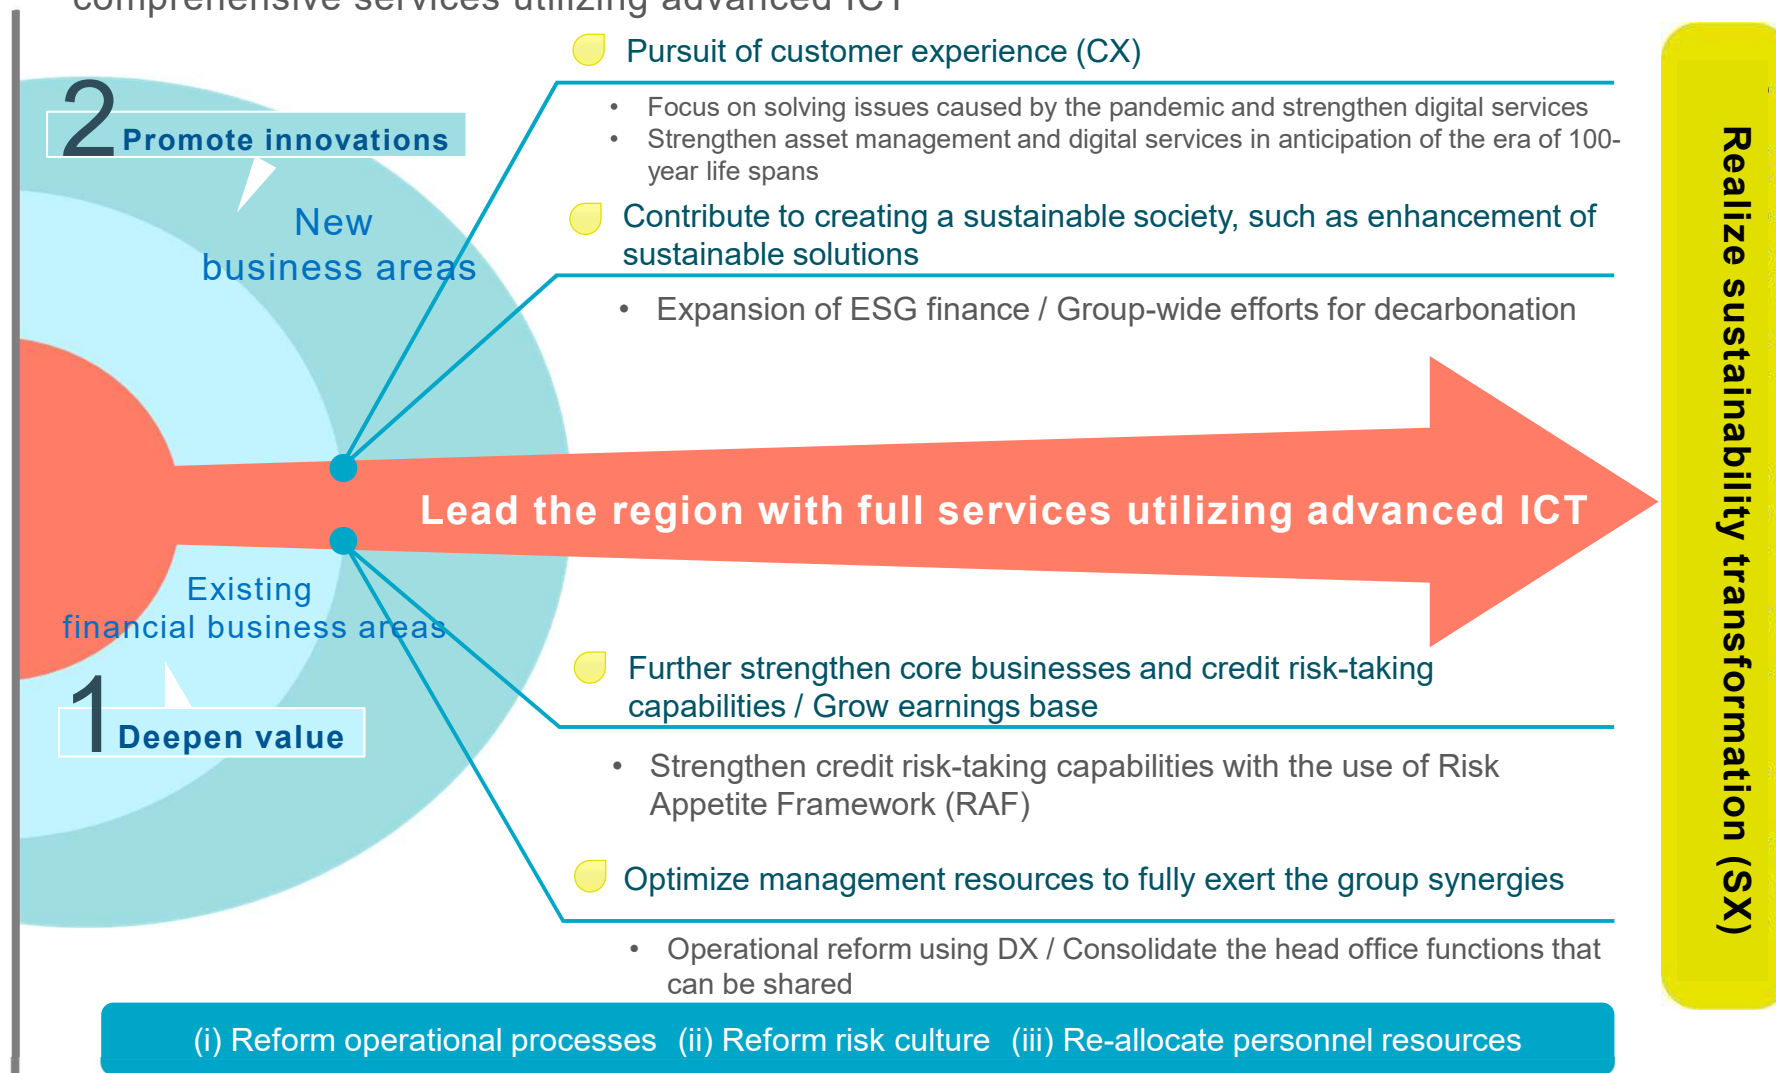 comprehensive services utilizing advanced ICT
Pursuit of customer experience (CX)
• Focus on solving issues caused by the pandemic and strengthen digital services
• Strengthen asset management and digital services in anticipation of the era of 100-
year life spans
2 Promote innovations
New
business areas
Contribute to creating a sustainable society, such as enhancement of
sustainable solutions
• Expansion of ESG finance / Group-wide efforts for decarbonation
Lead the region with full services utilizing advanced ICT
Existing
financial business areas
1 Deepen value
Further strengthen core businesses and credit risk-taking
capabilities / Grow earnings base
• Strengthen credit risk-taking capabilities with the use of Risk
Appetite Framework (RAF)
Optimize management resources to fully exert the group synergies
• Operational reform using DX / Consolidate the head office functions that
can be shared
(i) Reform operational processes (ii) Reform risk culture (iii) Re-allocate personnel resources
Realize sustainability transformation (SX)